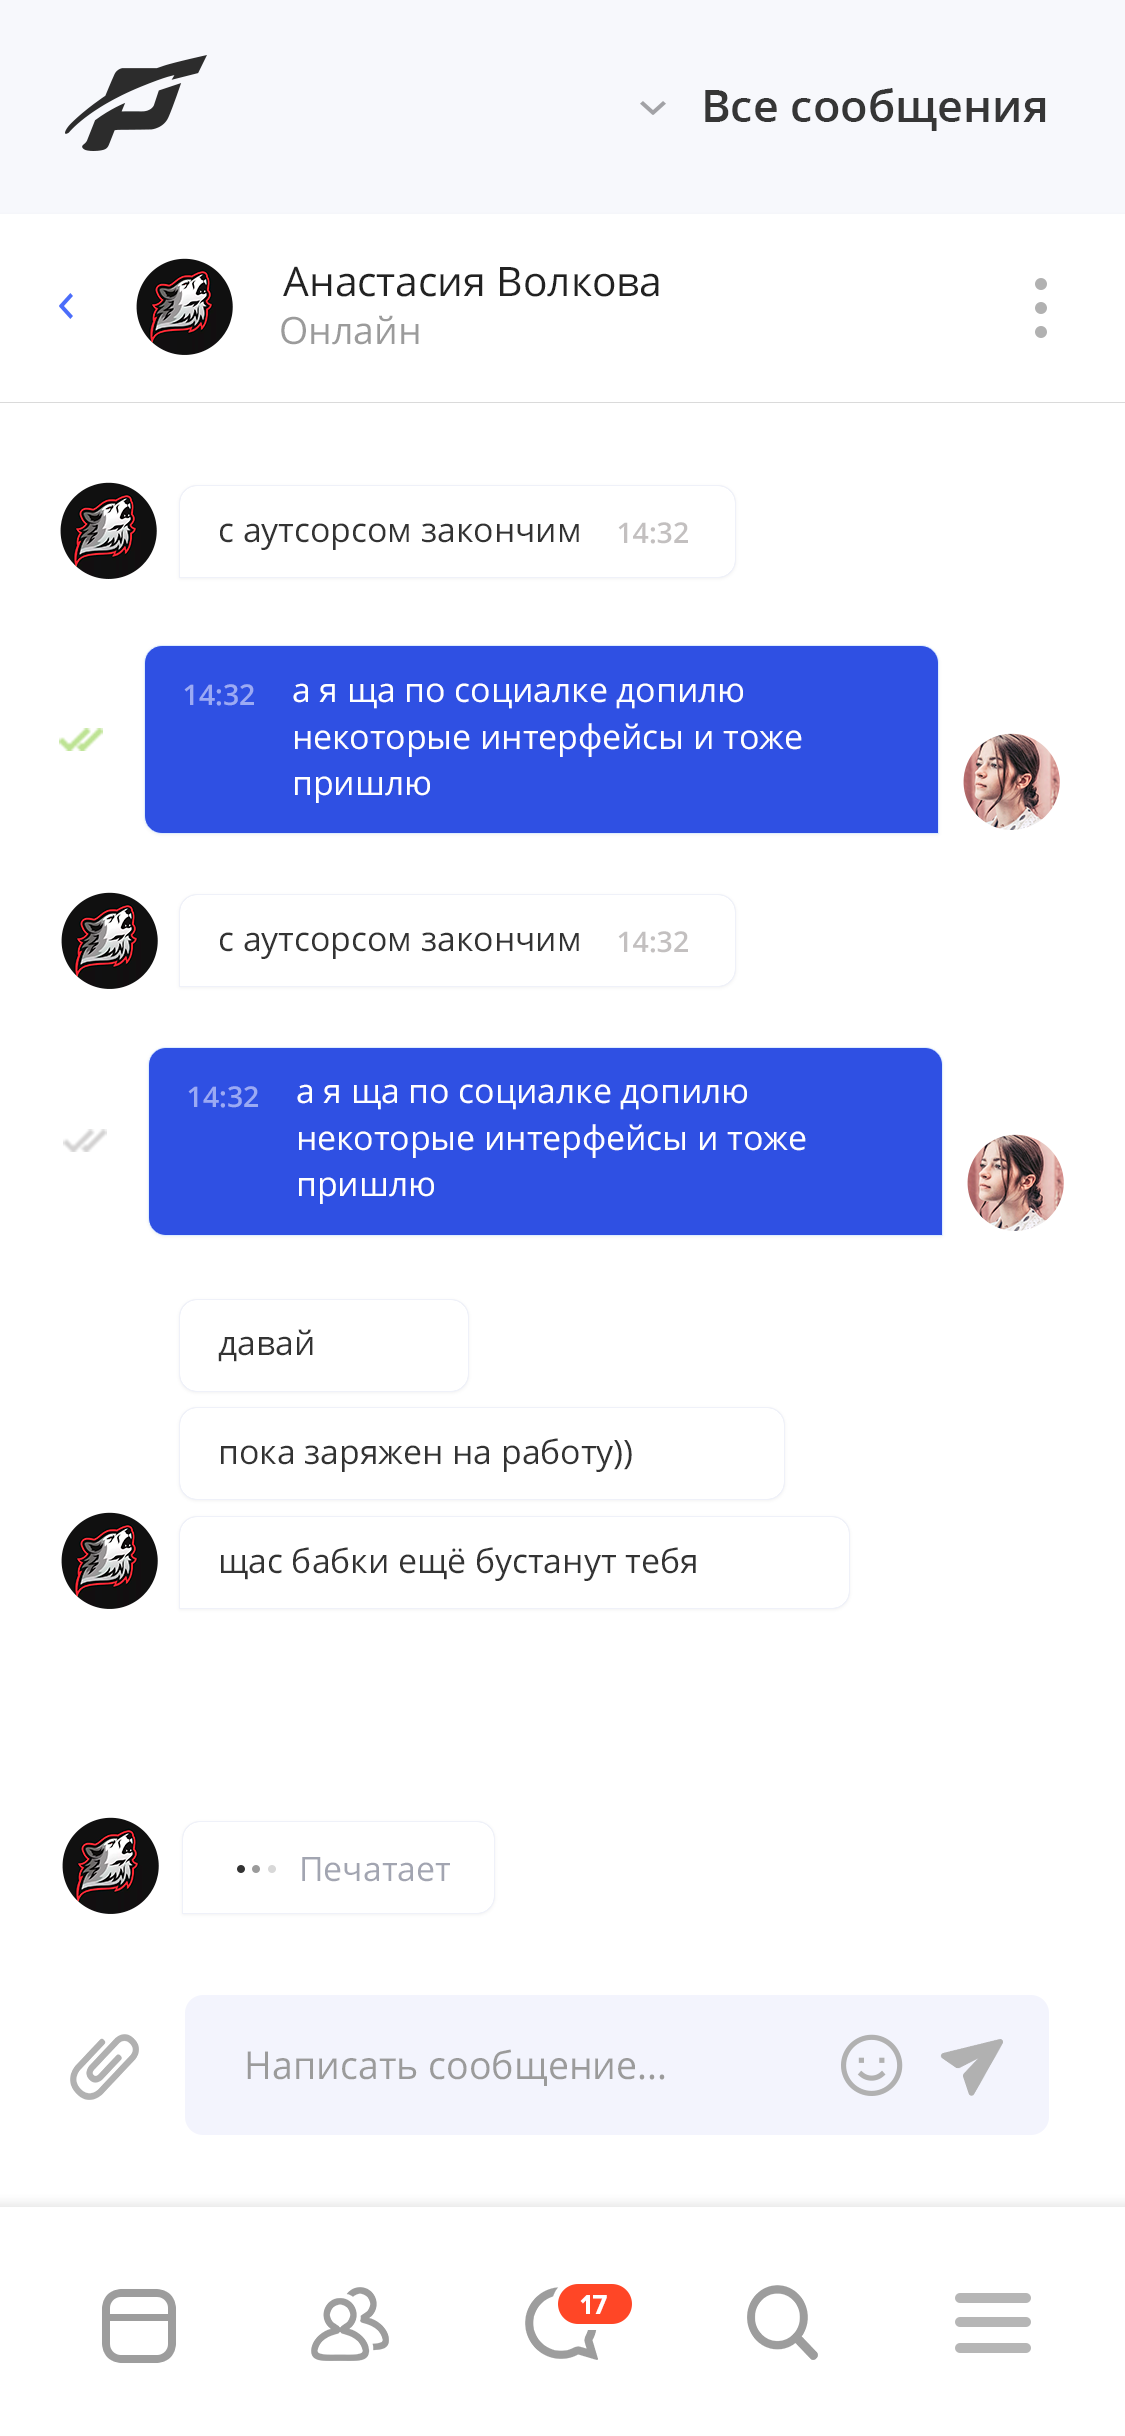 Все сообщения
Анастасия Волкова
Онлайн
с аутсорсом закончим 14:32
14:32 а я ща по социалке допилю
некоторые интерфейсы и тоже
пришлю
с аутсорсом закончим 14:32
14:32 а я ща по социалке допилю
некоторые интерфейсы и тоже
пришлю
давай
пока заряжен на работу))
щас бабки ещё бустанут тебя
Печатает
Написать сообщение...
17